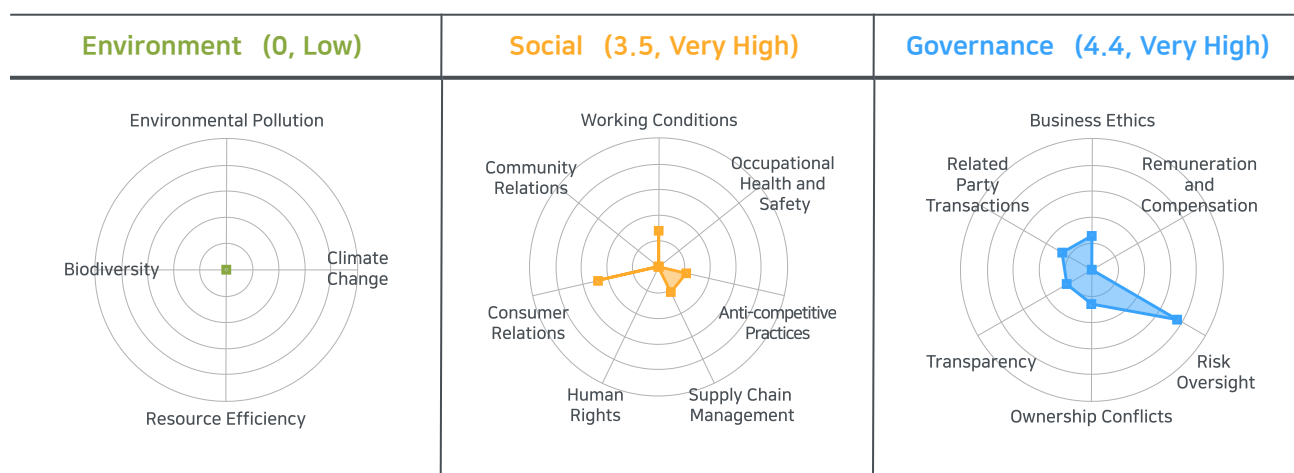 Environment (0, Low)
Social (3.5, Very High)
Governance (4.4, Very High)
Environmental Pollution
Biodiversity
Climate
Change
Resource Efficiency
Working Conditions
Community
Relations
Occupational
Health and
Safety
Consumer
Relations
Anti-competitive
Practices
Human
Rights
Supply Chain
Management
Business Ethics
Related
Party
Transactions
Remuneration
and
Compensation
Transparency
Risk
Oversight
Ownership Conflicts